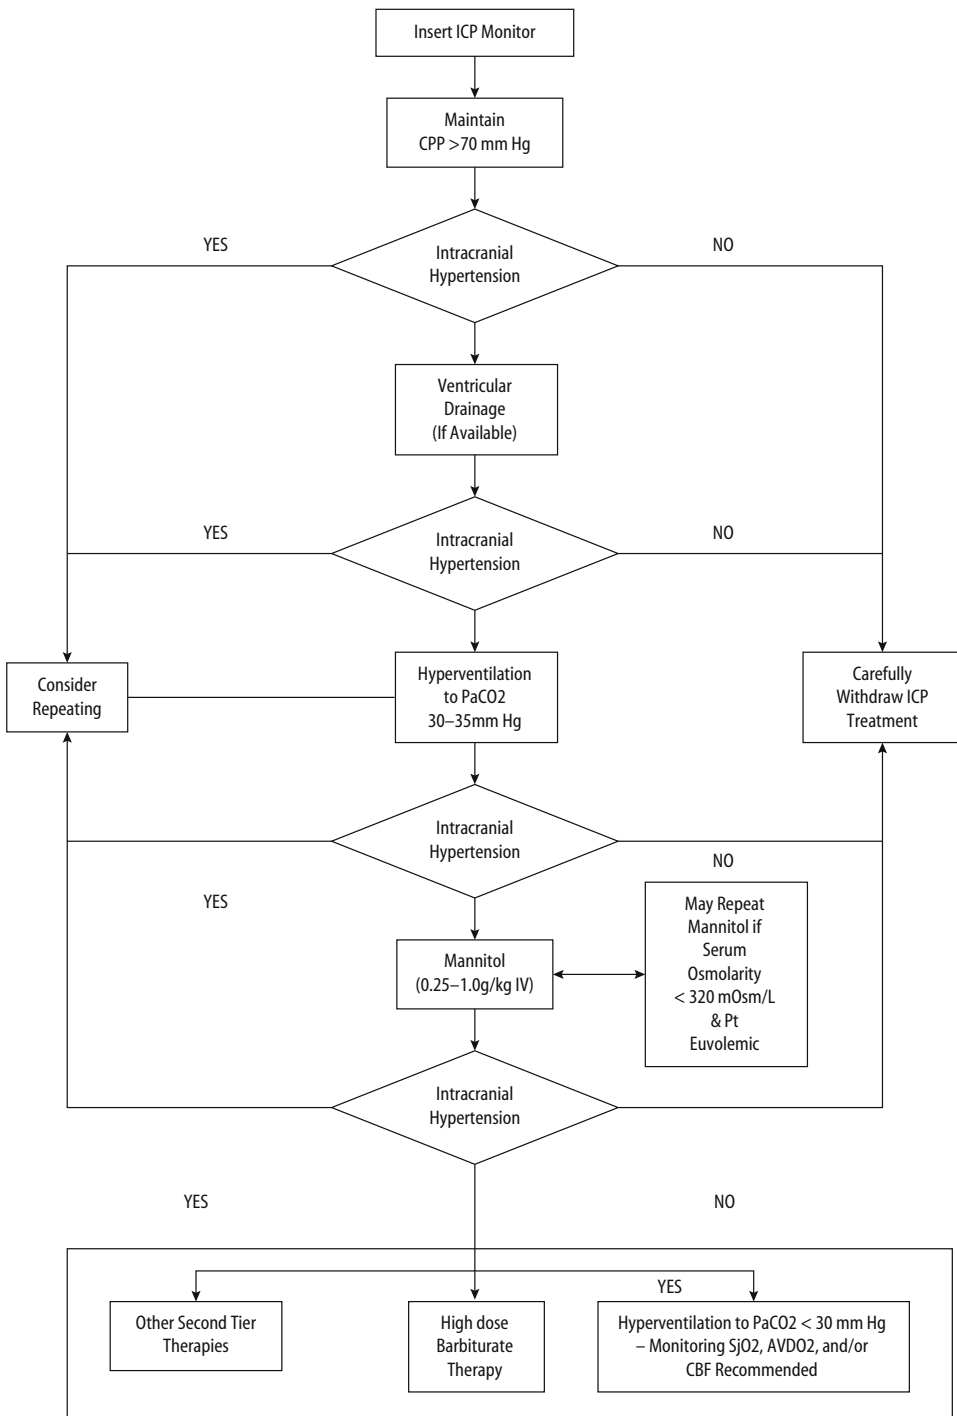 Insert ICP Monitor
Maintain
CPP >70 mm Hg
YES
NO
Intracranial
Hypertension
Ventricular
Drainage
(If Available)
YES
NO
Intracranial
Hypertension
Consider
Repeating
Hyperventilation
to PaCO2
30–35mm Hg
Carefully
Withdraw ICP
Treatment
Intracranial
Hypertension
NO
YES
May Repeat
Mannitol if
Serum
Osmolarity
< 320 mOsm/L
& Pt
Euvolemic
Mannitol
(0.25–1.0g/kg IV)
Intracranial
Hypertension
YES
NO
YES
Other Second Tier
Therapies
High dose
Barbiturate
Therapy
Hyperventilation to PaCO2 < 30 mm Hg
– Monitoring SjO2, AVDO2, and/or
CBF Recommended